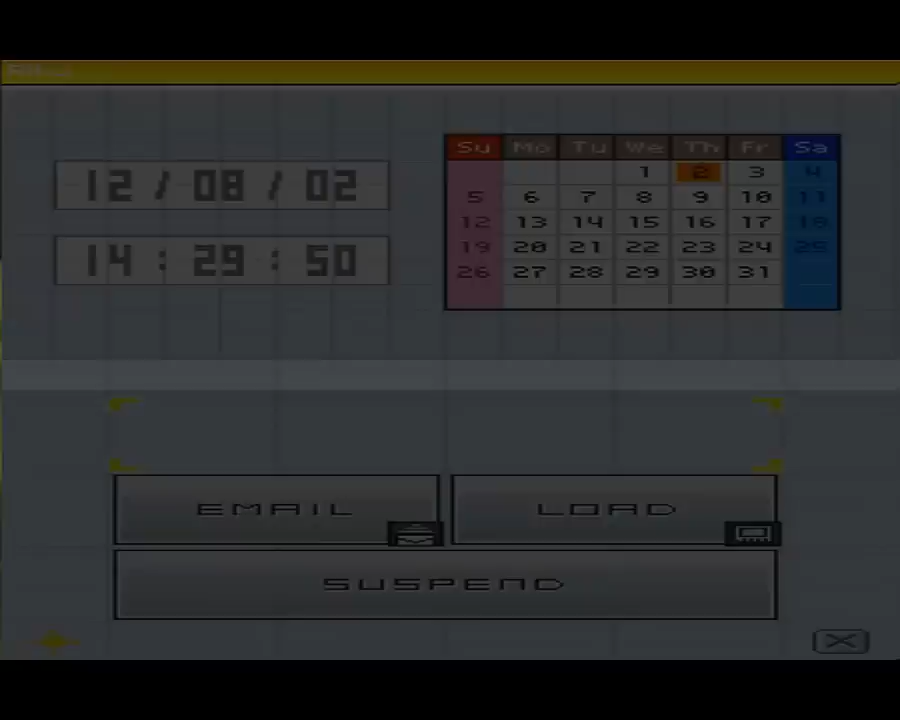 12 / 08 / 02
14 : 29 : 50
Su Mo Tu We Th Fr Sa
1 2 3 4
5 6 7 8 9 10 11
12 13 14 15 16 17 18
19 20 21 22 23 24 25
26 27 28 29 30 31
EMAIL
LOAD
SUSPEND